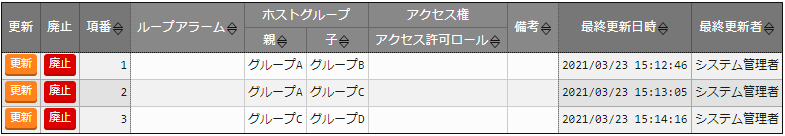 更新 廃止 項番 ループアラーム ホストグループ アクセス権 備考 最終更新日時 最終更新者
親 子 アクセス許可ロール
更新 廃止 1 グループA グループB 2021/03/23 15:12:46 システム管理者
更新 廃止 2 グループA グループC 2021/03/23 15:13:05 システム管理者
更新 廃止 3 グループC グループD 2021/03/23 15:14:16 システム管理者